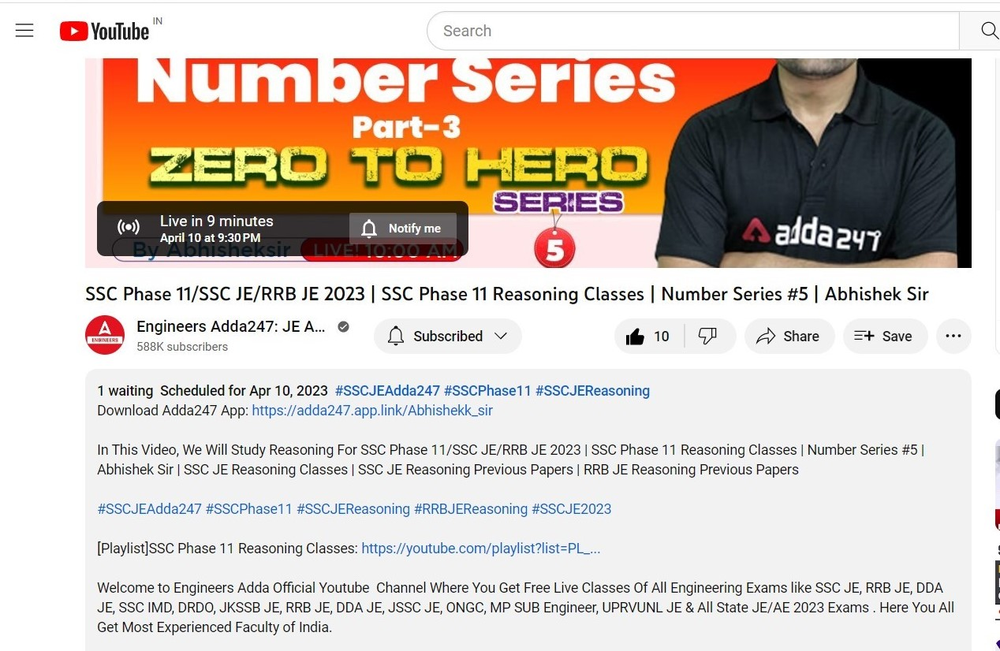 YouTube IN
Search
Number Series
Part-3
ZERO TO HERO
SERIES
Live in 9 minutes
April 10 at 9:30 PM
Notify me
By Abhisheksir LIVE! 10:00 AM
5
adda247
SSC Phase 11/SSC JE/RRB JE 2023 | SSC Phase 11 Reasoning Classes | Number Series #5 | Abhishek Sir
A
ENGINEERS
Engineers Adda247: JE A...
588K subscribers
Subscribed
10
Share
Save
1 waiting Scheduled for Apr 10, 2023 #SSCJEAdda247 #SSCPhase11 #SSCJEReasoning
Download Adda247 App: https://adda247.app.link/Abhishekk_sir
In This Video, We Will Study Reasoning For SSC Phase 11/SSC JE/RRB JE 2023 | SSC Phase 11 Reasoning Classes | Number Series #5 |
Abhishek Sir | SSC JE Reasoning Classes | SSC JE Reasoning Previous Papers | RRB JE Reasoning Previous Papers
#SSCJEAdda247 #SSCPhase11 #SSCJEReasoning #RRBJEReasoning #SSCJE2023
[Playlist]SSC Phase 11 Reasoning Classes: https://youtube.com/playlist?list=PL_...
Welcome to Engineers Adda Official Youtube Channel Where You Get Free Live Classes Of All Engineering Exams like SSC JE, RRB JE, DDA
JE, SSC IMD, DRDO, JKSSB JE, RRB JE, DDA JE, JSSC JE, ONGC, MP SUB Engineer, UPRVUNL JE & All State JE/AE 2023 Exams . Here You All
Get Most Experienced Faculty of India.